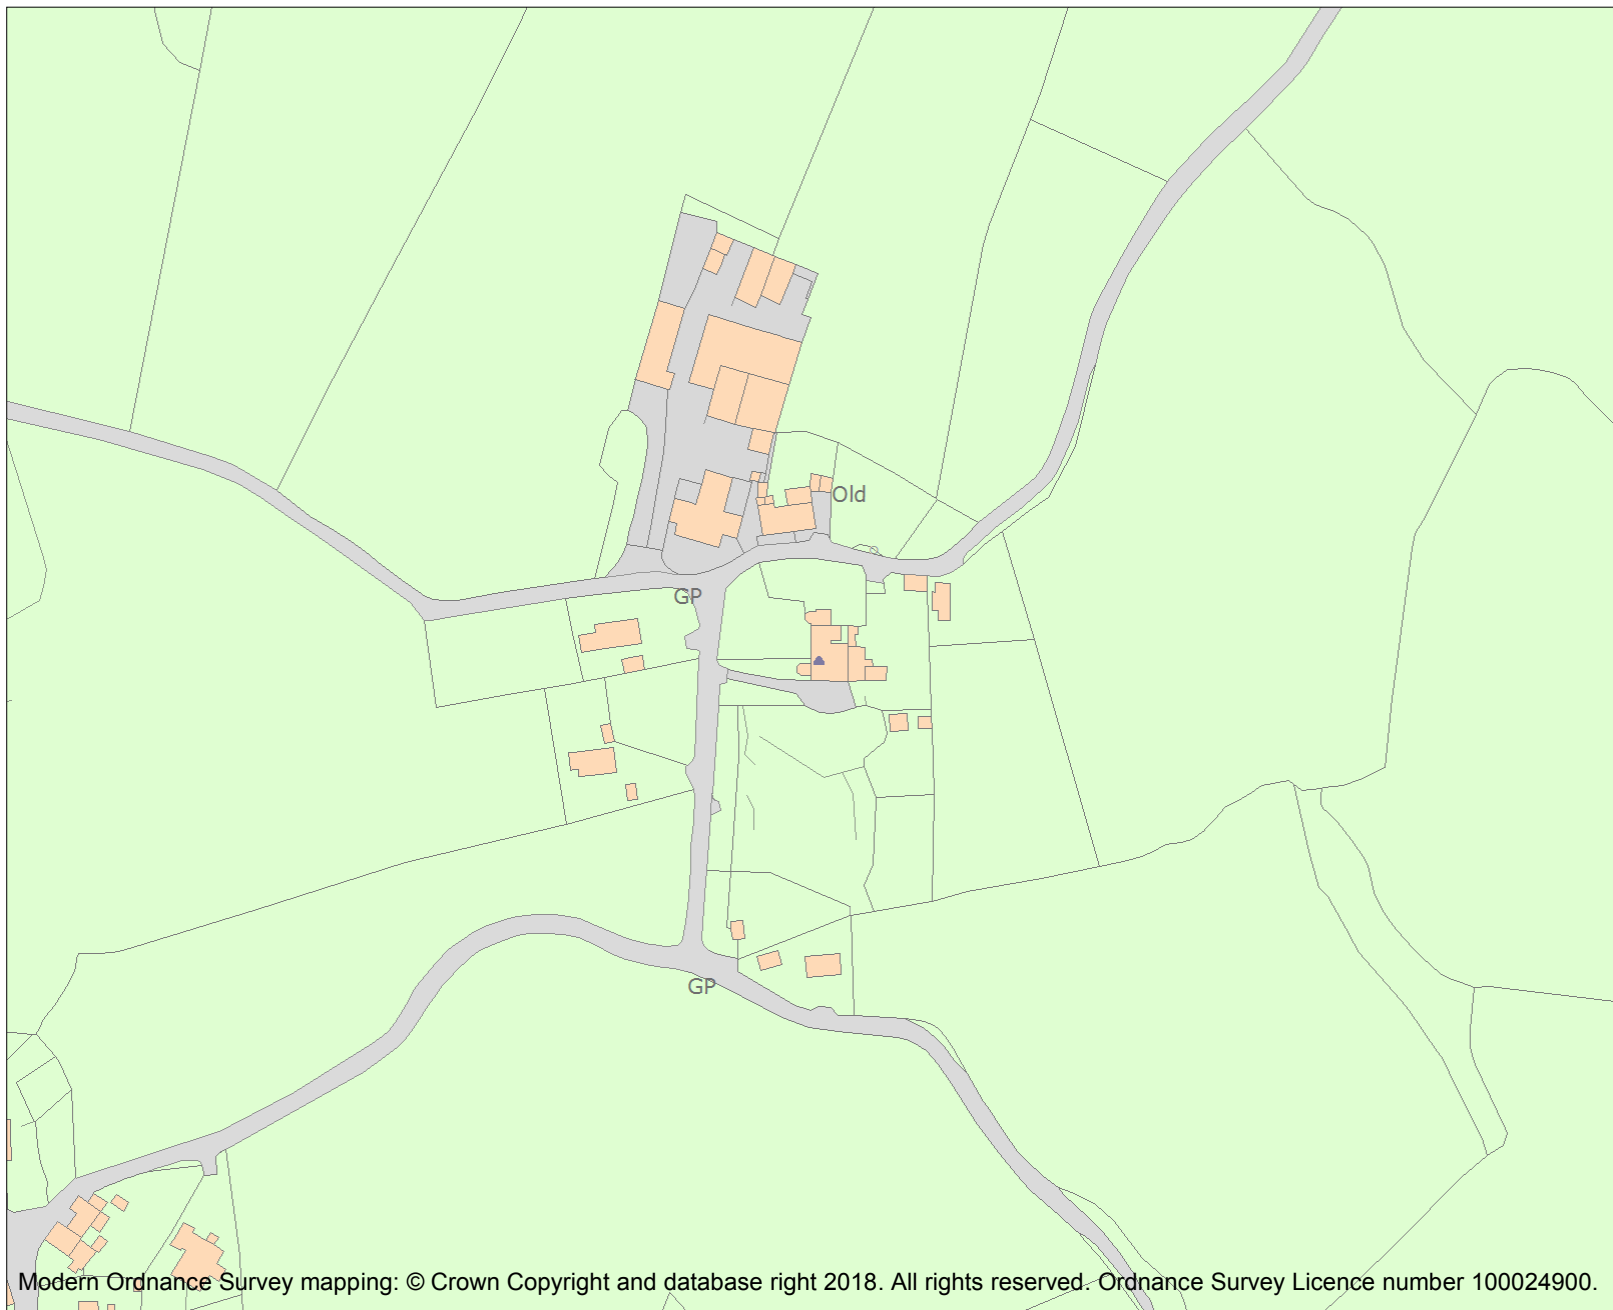 Old
GP
GP
Modern Ordnance Survey mapping: © Crown Copyright and database right 2018. All rights reserved. Ordnance Survey Licence number 100024900.